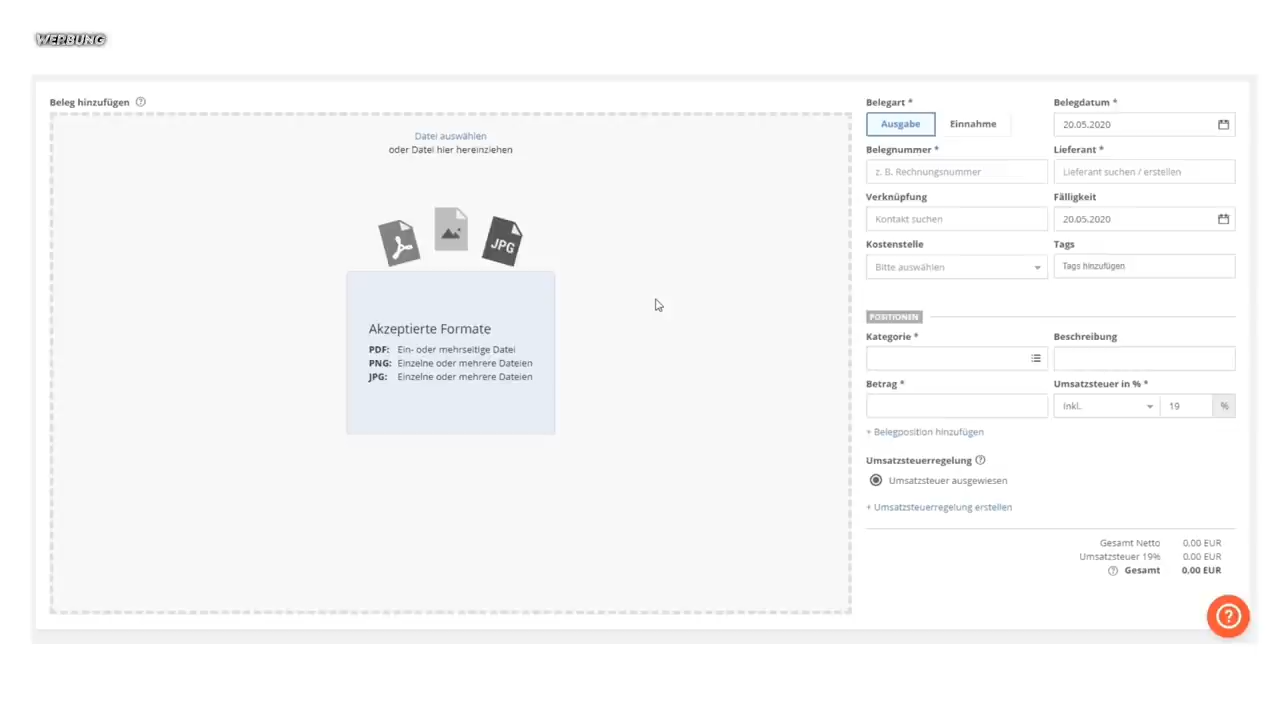 WERBUNG
Beleg hinzufügen
Datei auswählen
oder Datei hier hereinziehen
JPG
Akzeptierte Formate
PDF: Ein- oder mehrseitige Datei
PNG: Einzelne oder mehrere Dateien
JPG: Einzelne oder mehrere Dateien
Belegart * Belegdatum *
Ausgabe Einnahme 20.05.2020
Belegnummer * Lieferant *
z. B. Rechnungsnummer Lieferant suchen / erstellen
Verknüpfung Fälligkeit
Kontakt suchen 20.05.2020
Kostenstelle Tags
Bitte auswählen Tags hinzufügen
POSITIONEN
Kategorie * Beschreibung
Betrag * Umsatzsteuer in % *
Inkl. 19 %
+ Belegposition hinzufügen
Umsatzsteuerregelung ?
Umsatzsteuer ausgewiesen
+ Umsatzsteuerregelung erstellen
Gesamt Netto 0,00 EUR
Umsatzsteuer 19% 0,00 EUR
? Gesamt 0,00 EUR
?